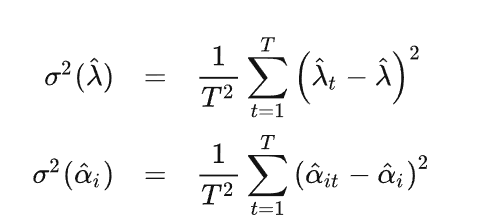 σ²(λ̂) = 1/T² ∑_{t=1}^{T} (λ̂_t − λ̂)²
σ²(α̂_i) = 1/T² ∑_{t=1}^{T} (α̂_{it} − α̂_i)²